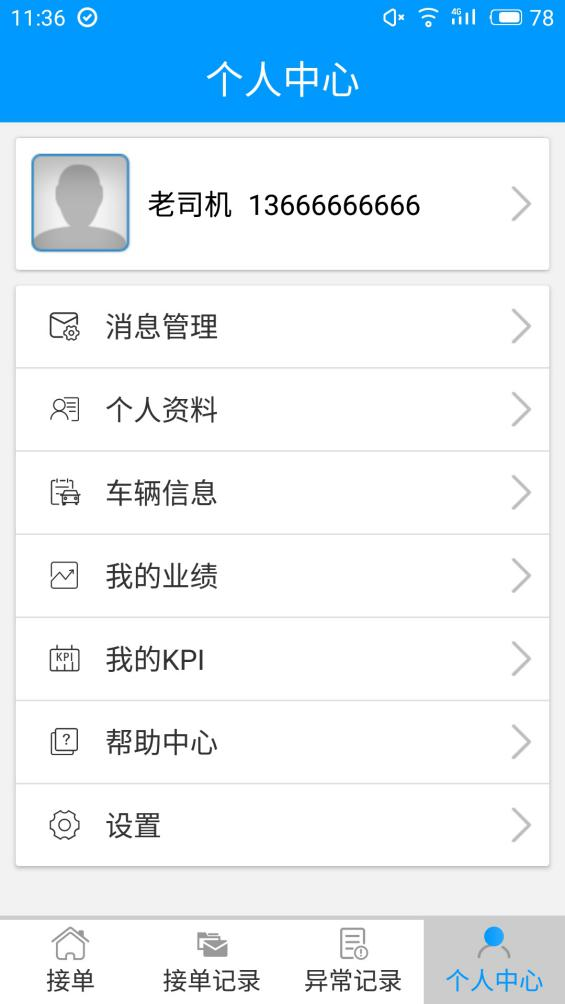 11:36 4G 78
个人中心
老司机 13666666666
消息管理
个人资料
车辆信息
我的业绩
KPI 我的KPI
? 帮助中心
设置
接单 接单记录 异常记录 个人中心